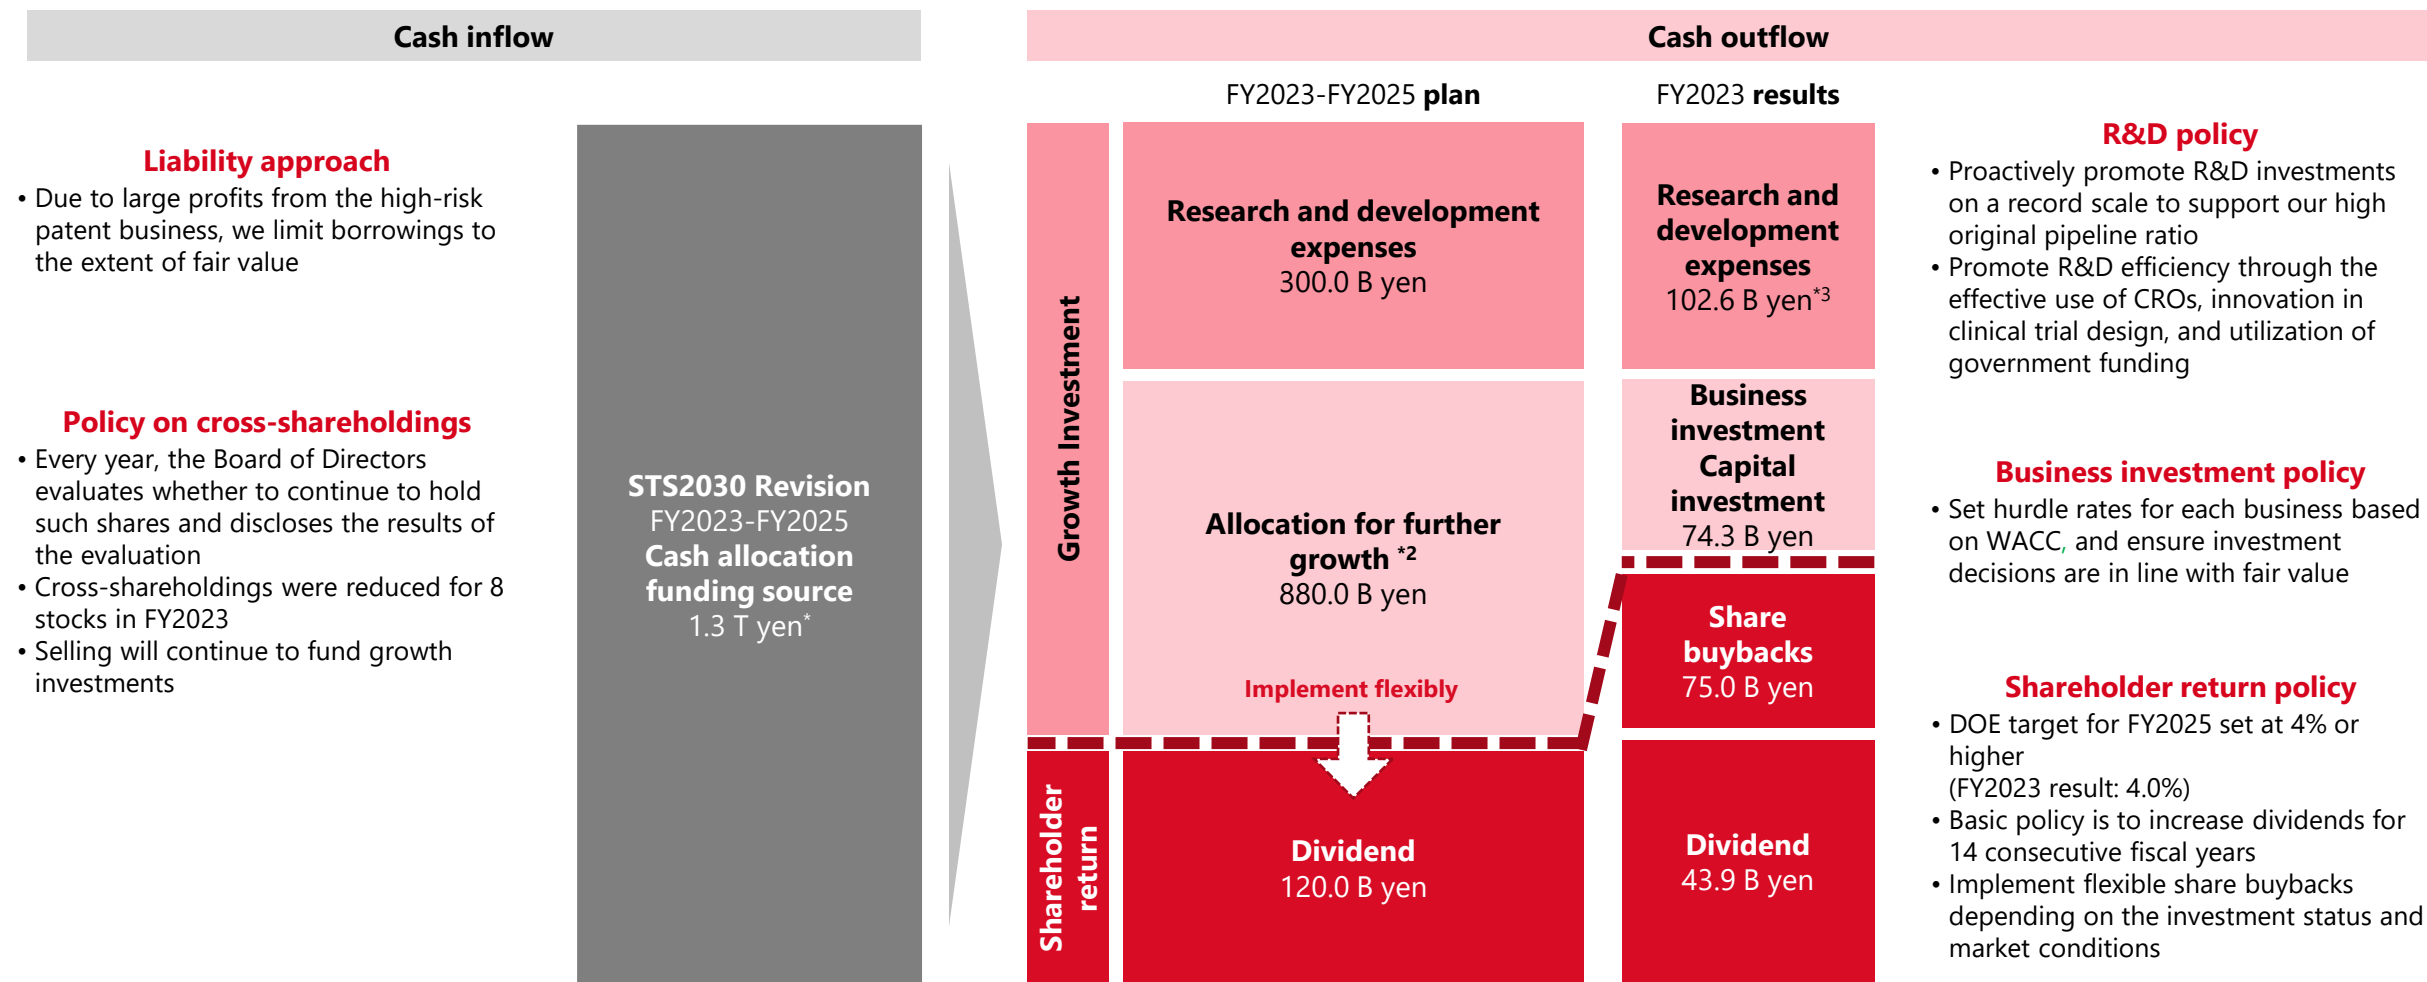 Cash inflow
Liability approach
• Due to large profits from the high-risk
patent business, we limit borrowings to
the extent of fair value
Policy on cross-shareholdings
• Every year, the Board of Directors
evaluates whether to continue to hold
such shares and discloses the results of
the evaluation
• Cross-shareholdings were reduced for 8
stocks in FY2023
• Selling will continue to fund growth
investments
STS2030 Revision
FY2023-FY2025
Cash allocation
funding source
1.3 T yen*
Cash outflow
FY2023-FY2025 plan
FY2023 results
Growth Investment
Research and development
expenses
300.0 B yen
Allocation for further
growth *2
880.0 B yen
Implement flexibly
Shareholder
return
Dividend
120.0 B yen
Research and
development
expenses
102.6 B yen*3
Business
investment
Capital
investment
74.3 B yen
Share
buybacks
75.0 B yen
Dividend
43.9 B yen
R&D policy
• Proactively promote R&D investments
on a record scale to support our high
original pipeline ratio
• Promote R&D efficiency through the
effective use of CROs, innovation in
clinical trial design, and utilization of
government funding
Business investment policy
• Set hurdle rates for each business based
on WACC, and ensure investment
decisions are in line with fair value
Shareholder return policy
• DOE target for FY2025 set at 4% or
higher
(FY2023 result: 4.0%)
• Basic policy is to increase dividends for
14 consecutive fiscal years
• Implement flexible share buybacks
depending on the investment status and
market conditions